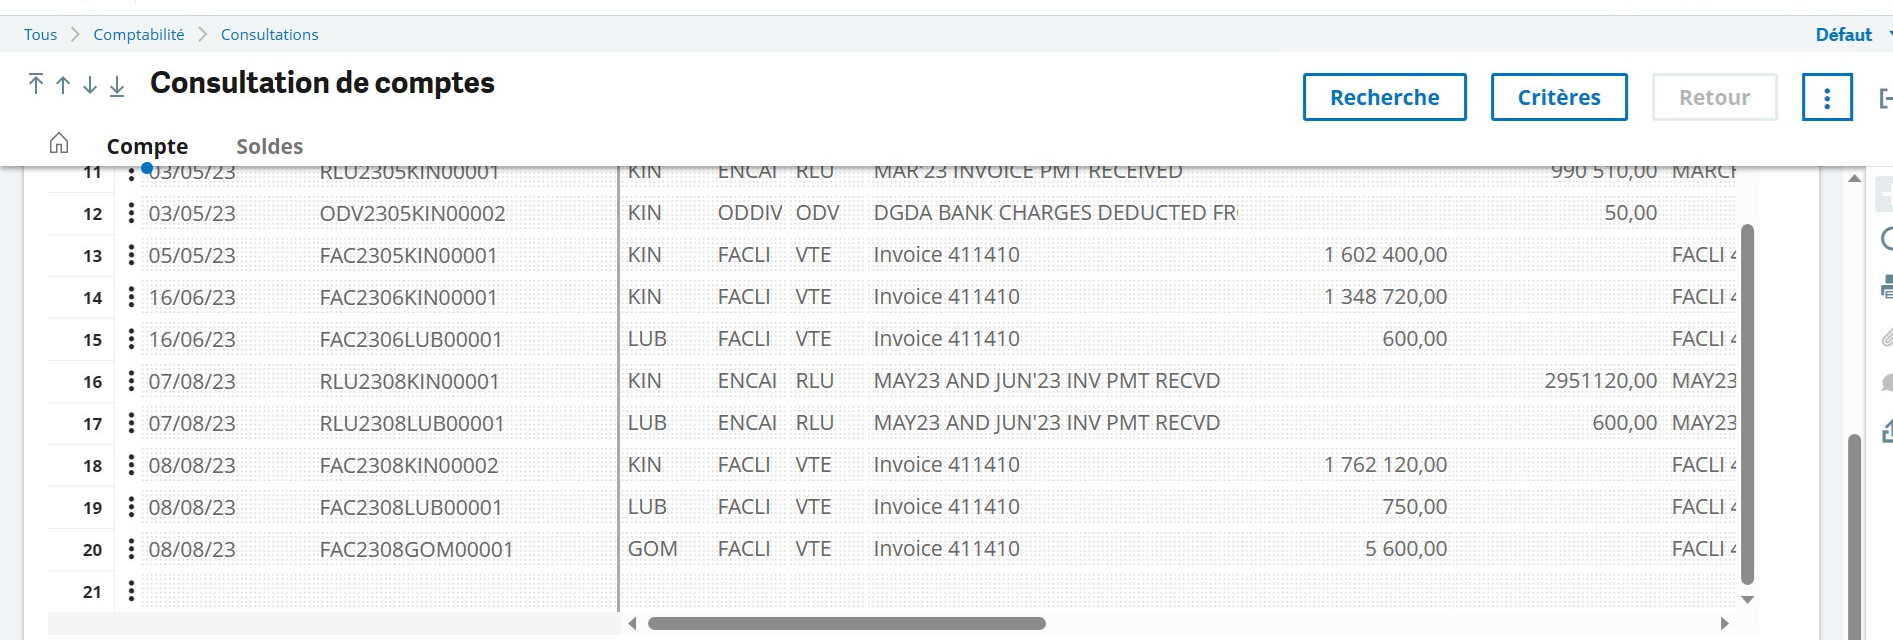 Tous Comptabilité Consultations Défaut
Consultation de comptes
Recherche Critères Retour
Compte Soldes
11 03/05/23 RLU2305KIN00001 KIN ENCAI RLU MAR'23 INVOICE PMT RECEIVED 990 510,00 MARCH
12 03/05/23 ODV2305KIN00002 KIN ODDIV ODV DGDA BANK CHARGES DEDUCTED FR 50,00
13 05/05/23 FAC2305KIN00001 KIN FACLI VTE Invoice 411410 1 602 400,00 FACLI 4
14 16/06/23 FAC2306KIN00001 KIN FACLI VTE Invoice 411410 1 348 720,00 FACLI 4
15 16/06/23 FAC2306LUB00001 LUB FACLI VTE Invoice 411410 600,00 FACLI 4
16 07/08/23 RLU2308KIN00001 KIN ENCAI RLU MAY23 AND JUN'23 INV PMT RECVD 2951120,00 MAY23
17 07/08/23 RLU2308LUB00001 LUB ENCAI RLU MAY23 AND JUN'23 INV PMT RECVD 600,00 MAY23
18 08/08/23 FAC2308KIN00002 KIN FACLI VTE Invoice 411410 1 762 120,00 FACLI 4
19 08/08/23 FAC2308LUB00001 LUB FACLI VTE Invoice 411410 750,00 FACLI 4
20 08/08/23 FAC2308GOM00001 GOM FACLI VTE Invoice 411410 5 600,00 FACLI 4
21